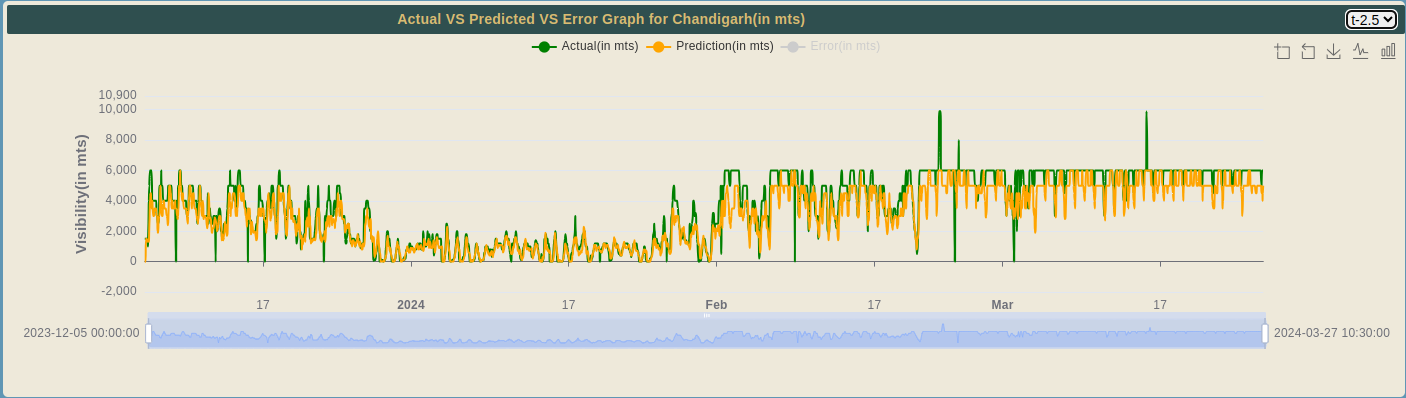 Actual VS Predicted VS Error Graph for Chandigarh(in mts)
t-2.5
Actual(in mts) Prediction(in mts) Error(in mts)
Visibility(in mts)
10,900
10,000
8,000
6,000
4,000
2,000
0
-2,000
17 2024 17 Feb 17 Mar 17
2023-12-05 00:00:00 2024-03-27 10:30:00